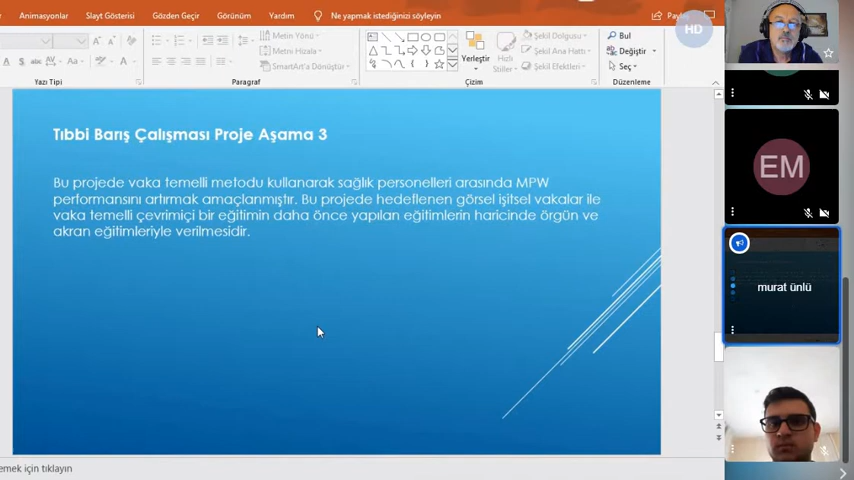 Animasyonlar Slayt Gösterisi Gözden Geçir Görünüm Yardım Ne yapmak istediğinizi söyleyin
HD
Metin Yönü
Metni Hizala
SmartArt'a Dönüştür
Yerleştir
Hızlı
Stiller
Şekil Dolgusu
Şekil Ana Hattı
Şekil Efektleri
Bul
Değiştir
Seç
Yazı Tipi
Paragraf
Çizim
Düzenleme
Tıbbi Barış Çalışması Proje Aşama 3
Bu projede vaka temelli metodu kullanarak sağlık personelleri arasında MPW
performansını artırmak amaçlanmıştır. Bu projede hedeflenen görsel işitsel vakalar ile
vaka temelli çevrimiçi bir eğitimin daha önce yapılan eğitimlerin haricinde örgün ve
akran eğitimleriyle verilmesidir.
emek için tıklayın
EM
murat ünlü